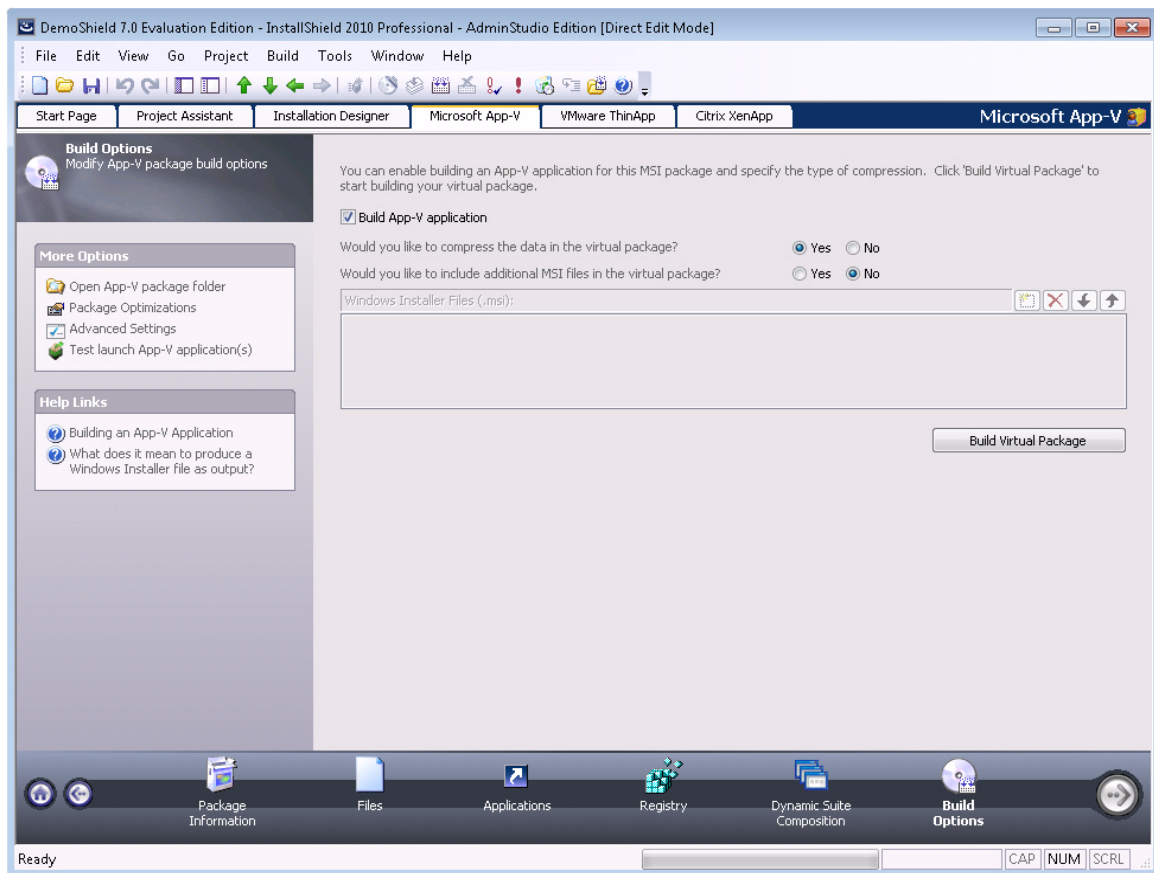 DemoShield 7.0 Evaluation Edition - InstallShield 2010 Professional - AdminStudio Edition [Direct Edit Mode]
File Edit View Go Project Build Tools Window Help
Start Page Project Assistant Installation Designer Microsoft App-V VMware ThinApp Citrix XenApp Microsoft App-V
Build Options
Modify App-V package build options
You can enable building an App-V application for this MSI package and specify the type of compression. Click 'Build Virtual Package' to
start building your virtual package.
Build App-V application
Would you like to compress the data in the virtual package? Yes No
Would you like to include additional MSI files in the virtual package? Yes No
Windows Installer Files (.msi):
Build Virtual Package
More Options
Open App-V package folder
Package Optimizations
Advanced Settings
Test launch App-V application(s)
Help Links
Building an App-V Application
What does it mean to produce a
Windows Installer file as output?
Package
Information
Files
Applications
Registry
Dynamic Suite
Composition
Build
Options
Ready CAP NUM SCRL